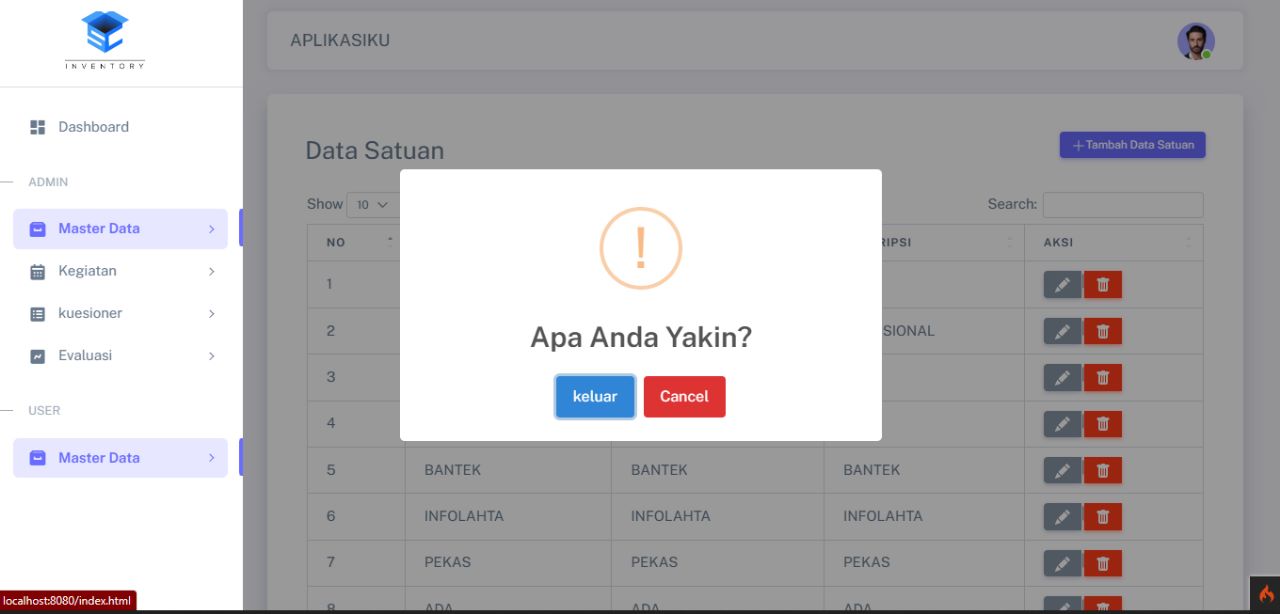 INVENTORY
APLIKASIKU
Dashboard
ADMIN
Master Data
Kegiatan
kuesioner
Evaluasi
USER
Master Data
Data Satuan
+ Tambah Data Satuan
Show 10
Search:
NO RIPSI AKSI
1
2 SIONAL
3
4
5 BANTEK BANTEK BANTEK
6 INFOLAHTA INFOLAHTA INFOLAHTA
7 PEKAS PEKAS PEKAS
8 ADA ADA ADA
!
Apa Anda Yakin?
keluar Cancel
localhost:8080/index.html